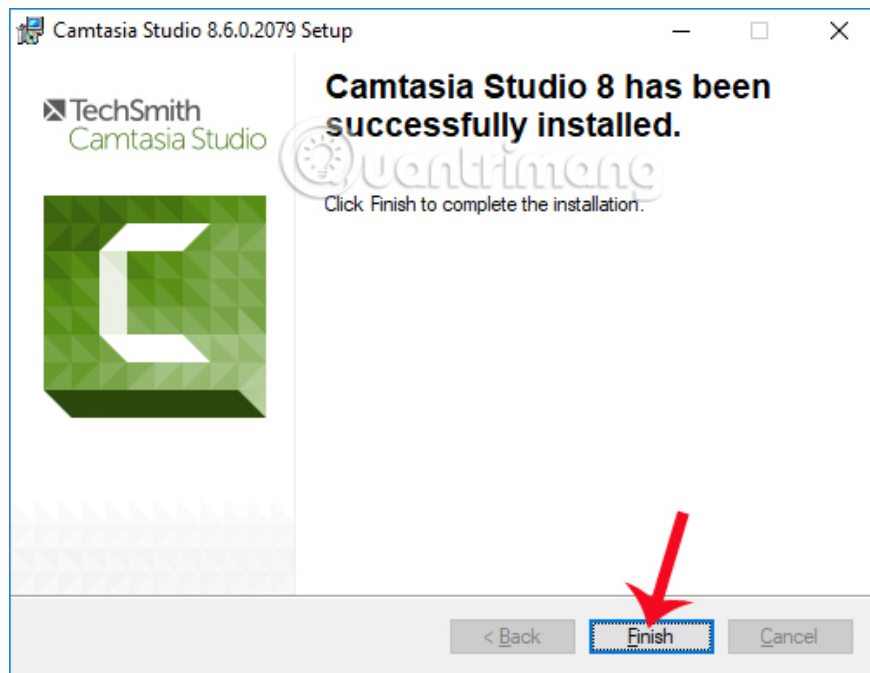 Camtasia Studio 8.6.0.2079 Setup
TechSmith
Camtasia Studio
Camtasia Studio 8 has been
successfully installed.
Quantrimang
Click Finish to complete the installation.
< Back
Finish
Cancel